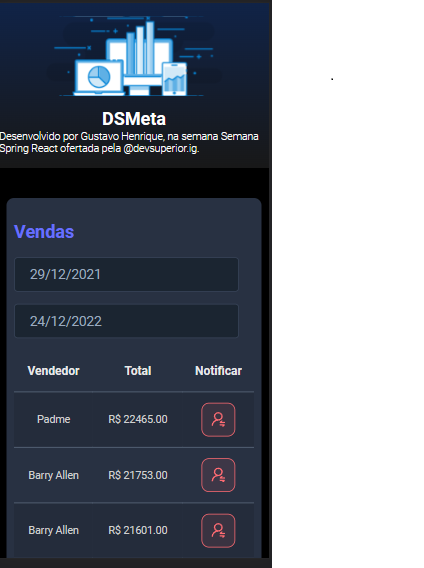 DSMeta
Desenvolvido por Gustavo Henrique, na semana Semana
Spring React ofertada pela @devsuperior.ig.
Vendas
29/12/2021
24/12/2022
Vendedor Total Notificar
Padme R$ 22465.00
Barry Allen R$ 21753.00
Barry Allen R$ 21601.00
.